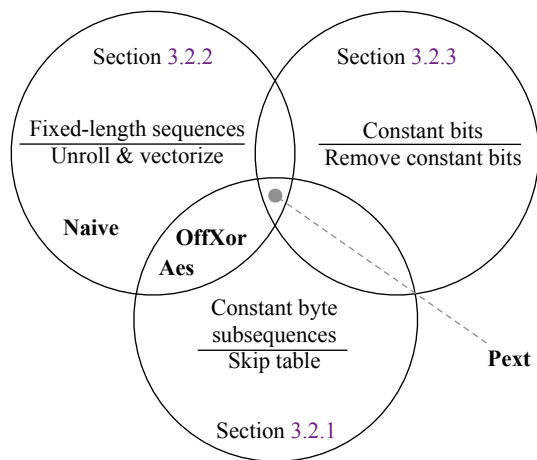 Section 3.2.2
Section 3.2.3
Fixed-length sequences
Unroll & vectorize
Constant bits
Remove constant bits
Naive
OffXor
Aes
Constant byte
subsequences
Skip table
Pext
Section 3.2.1